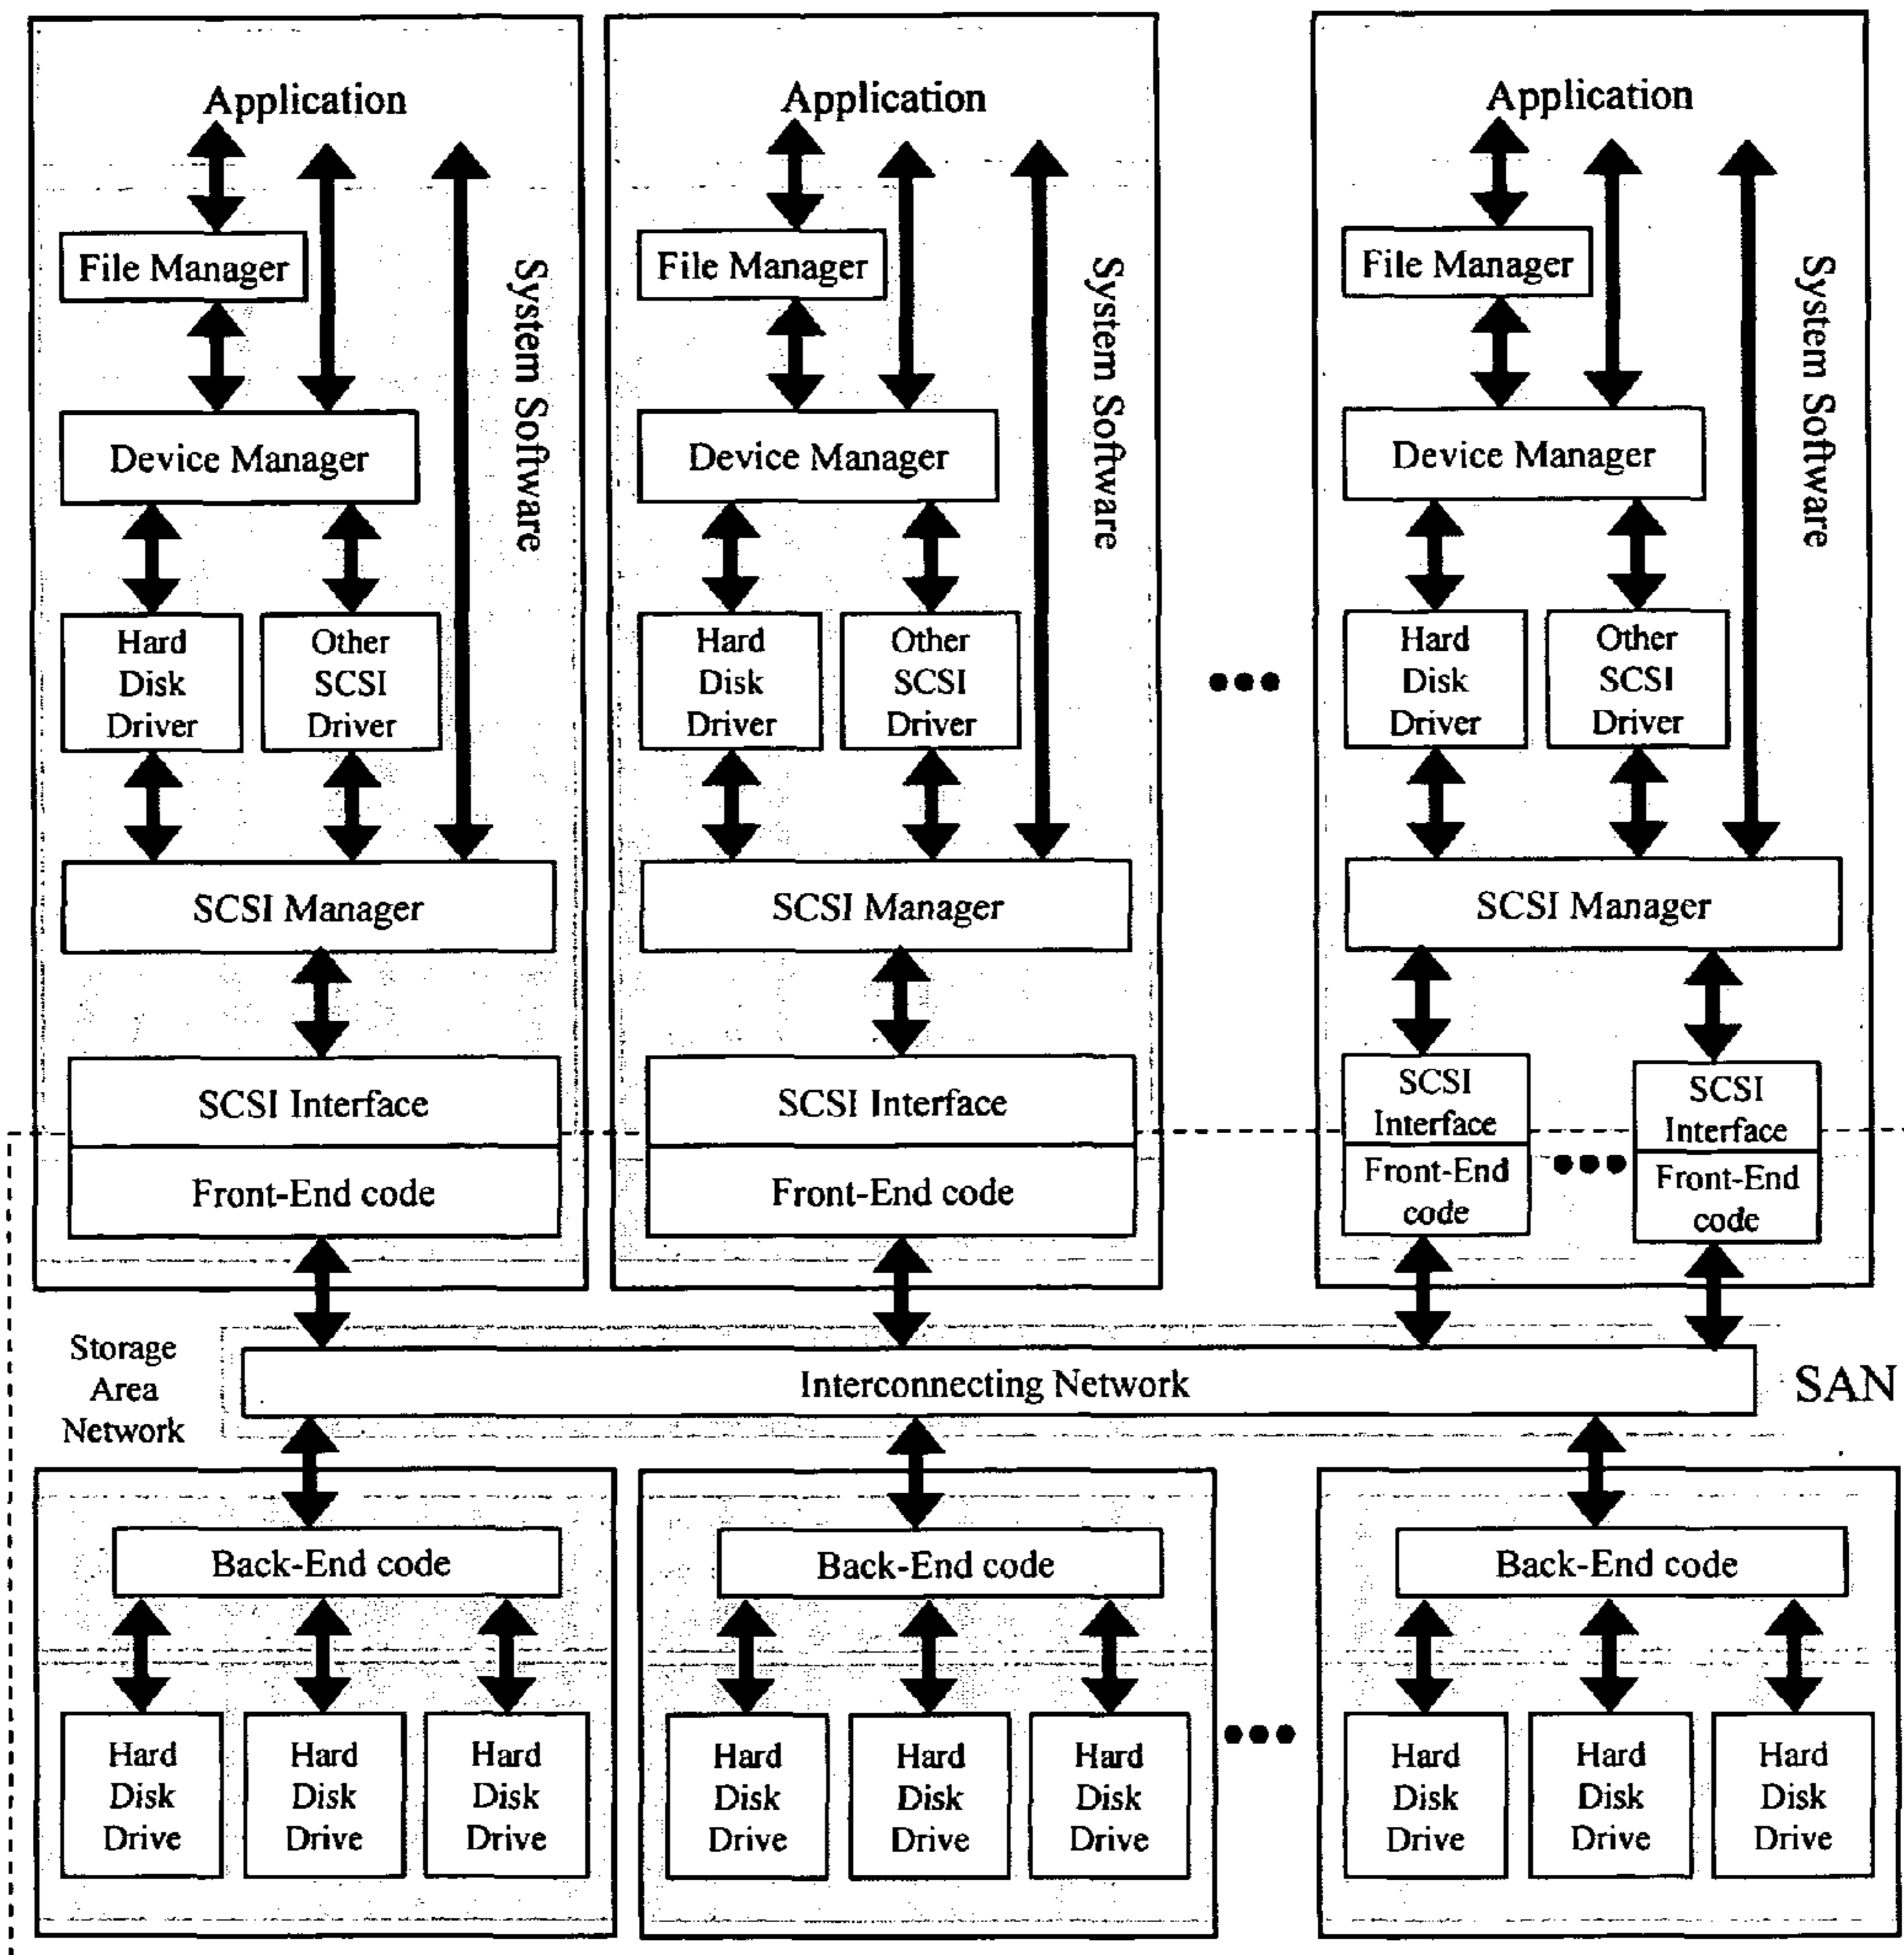 Application
File Manager
System Software
Device Manager
Hard
Disk
Driver
Other
SCSI
Driver
SCSI Manager
SCSI Interface
Front-End code
Application
File Manager
System Software
Device Manager
Hard
Disk
Driver
Other
SCSI
Driver
SCSI Manager
SCSI Interface
Front-End code
Application
File Manager
System Software
Device Manager
Hard
Disk
Driver
Other
SCSI
Driver
SCSI Manager
SCSI
Interface
Front-End
code
SCSI
Interface
Front-End
code
Storage
Area
Network
Interconnecting Network
SAN
Back-End code
Hard
Disk
Drive
Hard
Disk
Drive
Hard
Disk
Drive
Back-End code
Hard
Disk
Drive
Hard
Disk
Drive
Hard
Disk
Drive
Back-End code
Hard
Disk
Drive
Hard
Disk
Drive
Hard
Disk
Drive